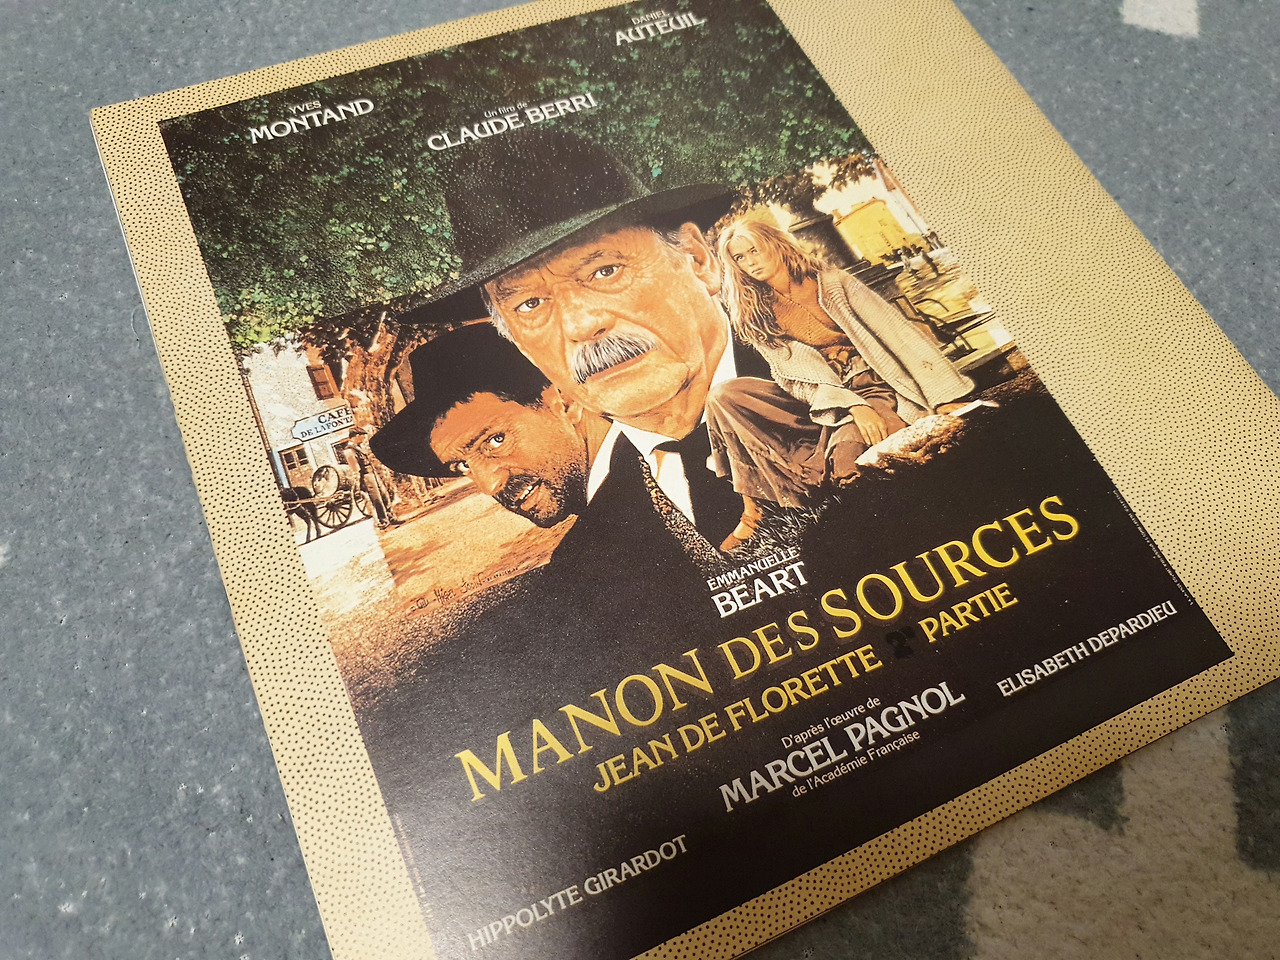 YVES
MONTAND
DANIEL
AUTEUIL
Un film de
CLAUDE BERRI
CAFÉ
EMMANUELLE
BEART
MANON DES SOURCES
JEAN DE FLORETTE 2e PARTIE
D'après l'œuvre de
MARCEL PAGNOL
de l'Académie Française
ELISABETH DEPARDIEU
HIPPOLYTE GIRARDOT